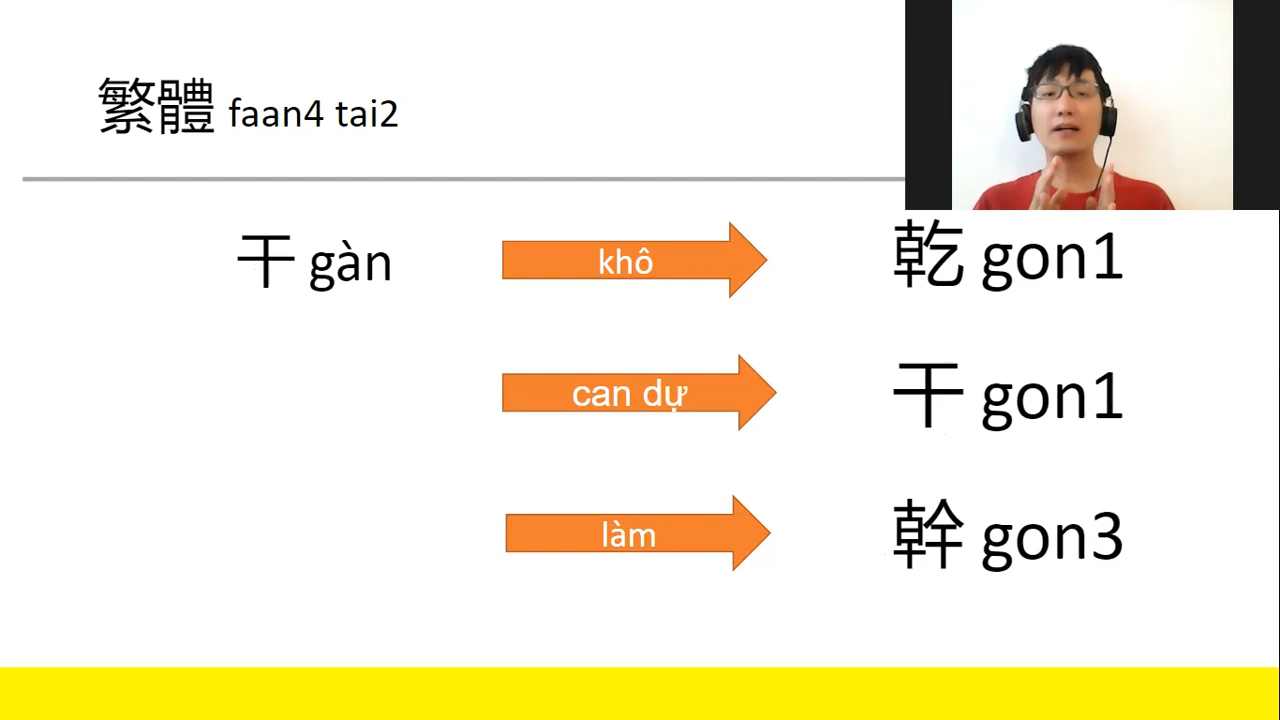 繁體 faan4 tai2
干 gàn
khô
乾 gon1
can dự
干 gon1
làm
幹 gon3